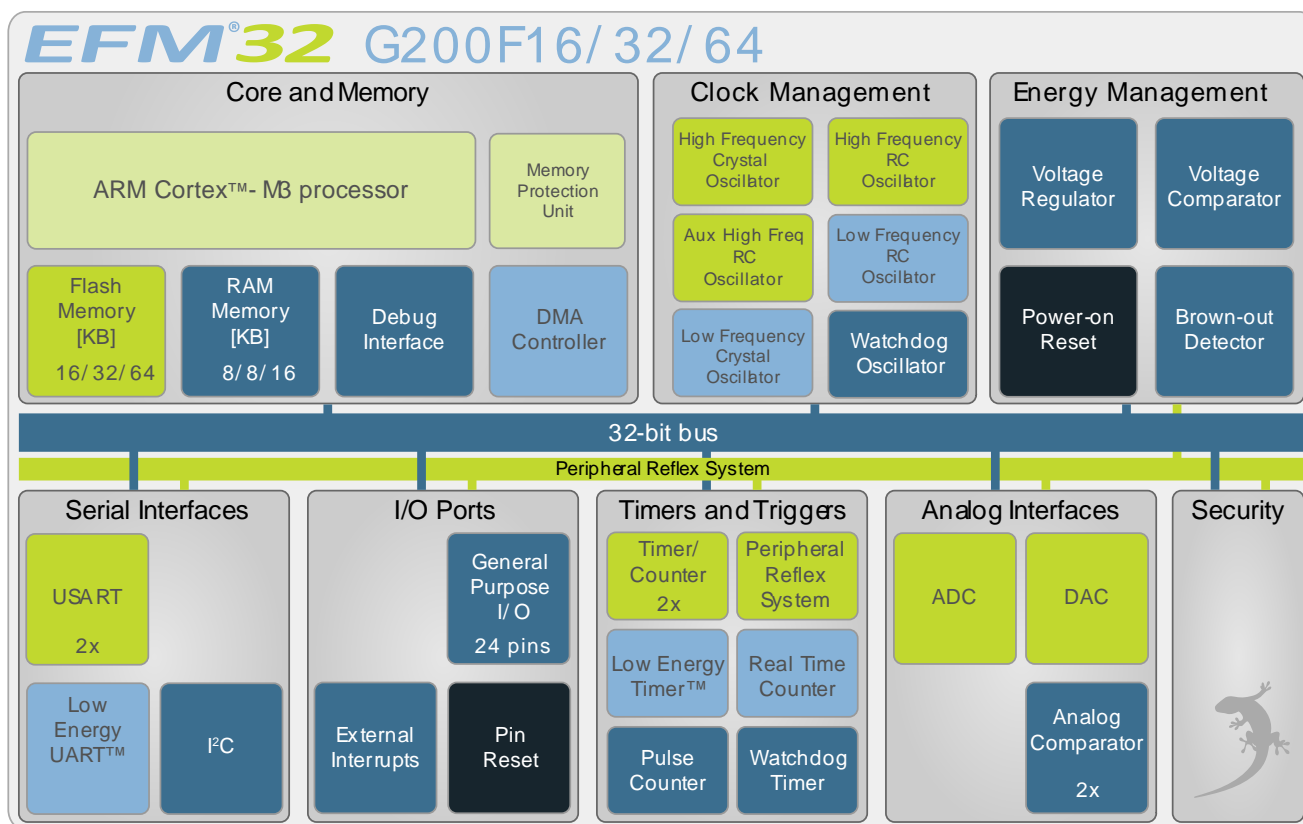 EFM®32 G200F16/32/64
Core and Memory
ARM Cortex™- M3 processor
Memory
Protection
Unit
Flash
Memory
[KB]
16/32/64
RAM
Memory
[KB]
8/8/16
Debug
Interface
DMA
Controller
Clock Management
High Frequency
Crystal
Oscillator
High Frequency
RC
Oscillator
Aux High Freq
RC
Oscillator
Low Frequency
RC
Oscillator
Low Frequency
Crystal
Oscillator
Watchdog
Oscillator
Energy Management
Voltage
Regulator
Voltage
Comparator
Power-on
Reset
Brown-out
Detector
32-bit bus
Peripheral Reflex System
Serial Interfaces
USART
2x
Low
Energy
UART™
I²C
I/O Ports
General
Purpose
I/O
24 pins
External
Interrupts
Pin
Reset
Timers and Triggers
Timer/
Counter
2x
Peripheral
Reflex
System
Low Energy
Timer™
Real Time
Counter
Pulse
Counter
Watchdog
Timer
Analog Interfaces
ADC
DAC
Analog
Comparator
2x
Security